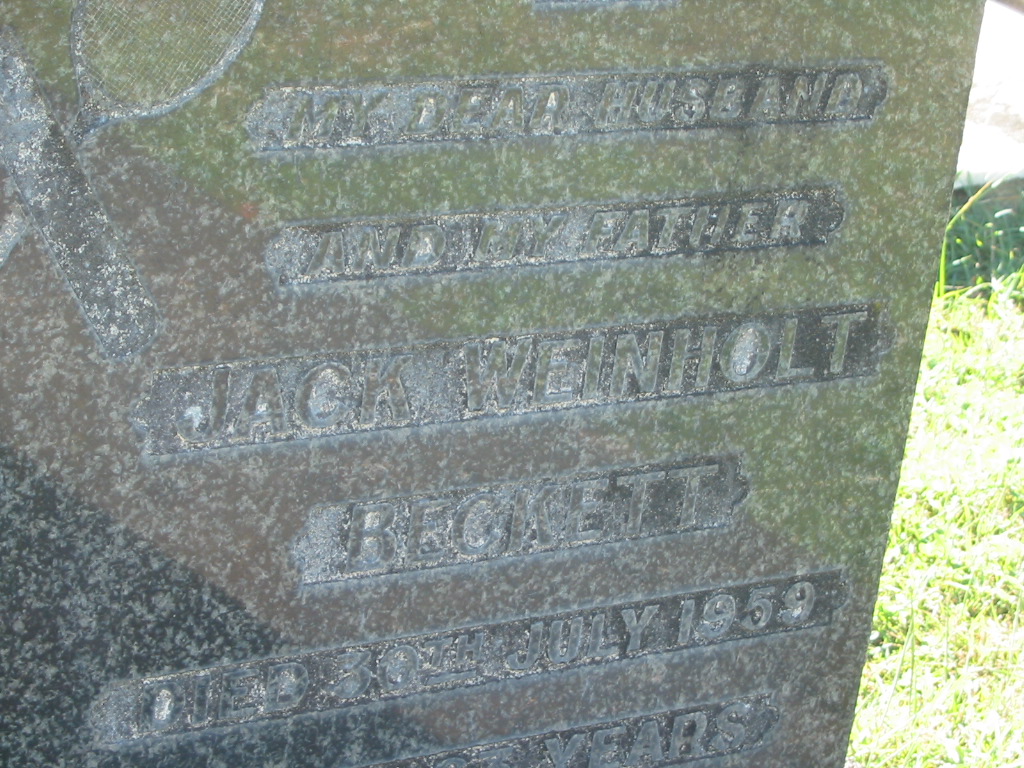 MY DEAR HUSBAND
AND MY FATHER
JACK WEINHOLT
BECKETT
DIED 30TH JULY 1959
YEARS